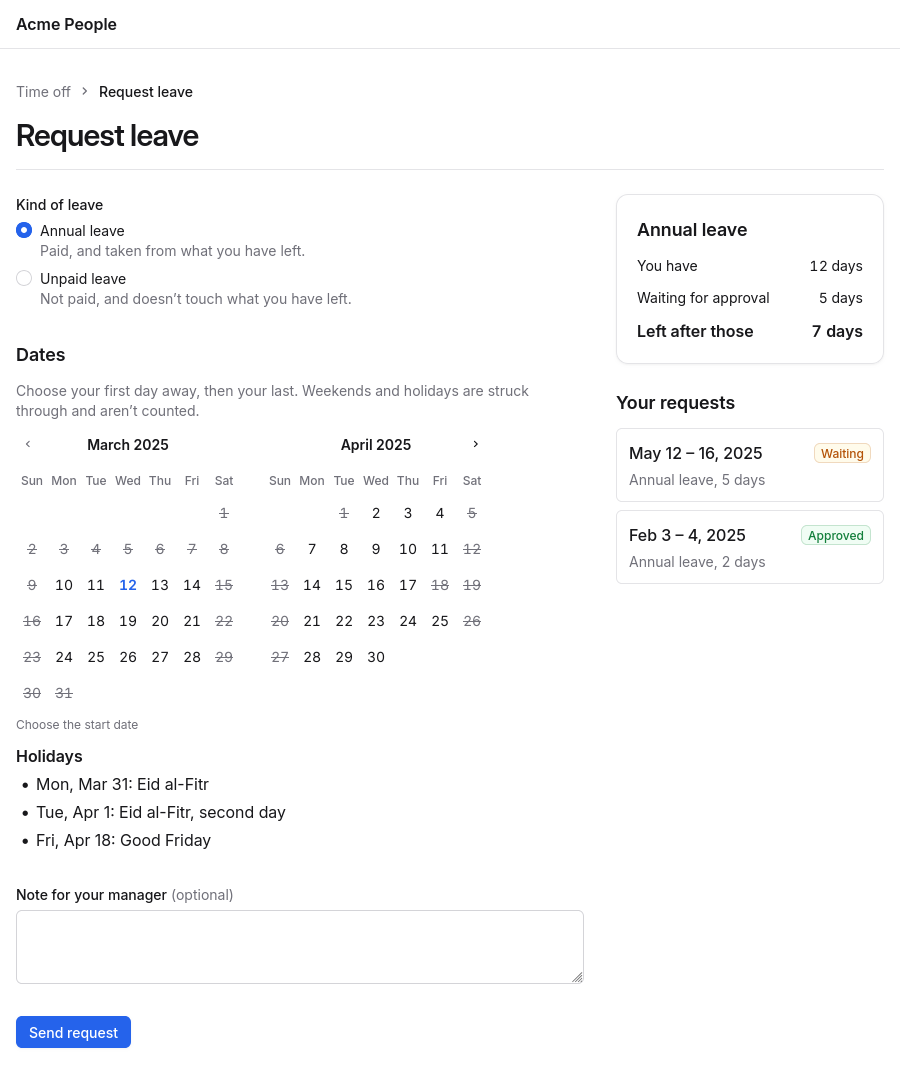 Acme People
Time off › Request leave
Request leave
Kind of leave
Annual leave
Paid, and taken from what you have left.
Unpaid leave
Not paid, and doesn’t touch what you have left.
Dates
Choose your first day away, then your last. Weekends and holidays are struck
through and aren’t counted.
March 2025
Sun Mon Tue Wed Thu Fri Sat
1
2 3 4 5 6 7 8
9 10 11 12 13 14 15
16 17 18 19 20 21 22
23 24 25 26 27 28 29
30 31
April 2025
Sun Mon Tue Wed Thu Fri Sat
1 2 3 4 5
6 7 8 9 10 11 12
13 14 15 16 17 18 19
20 21 22 23 24 25 26
27 28 29 30
Choose the start date
Holidays
• Mon, Mar 31: Eid al-Fitr
• Tue, Apr 1: Eid al-Fitr, second day
• Fri, Apr 18: Good Friday
Note for your manager (optional)
Send request
Annual leave
You have 12 days
Waiting for approval 5 days
Left after those 7 days
Your requests
May 12 – 16, 2025 Waiting
Annual leave, 5 days
Feb 3 – 4, 2025 Approved
Annual leave, 2 days